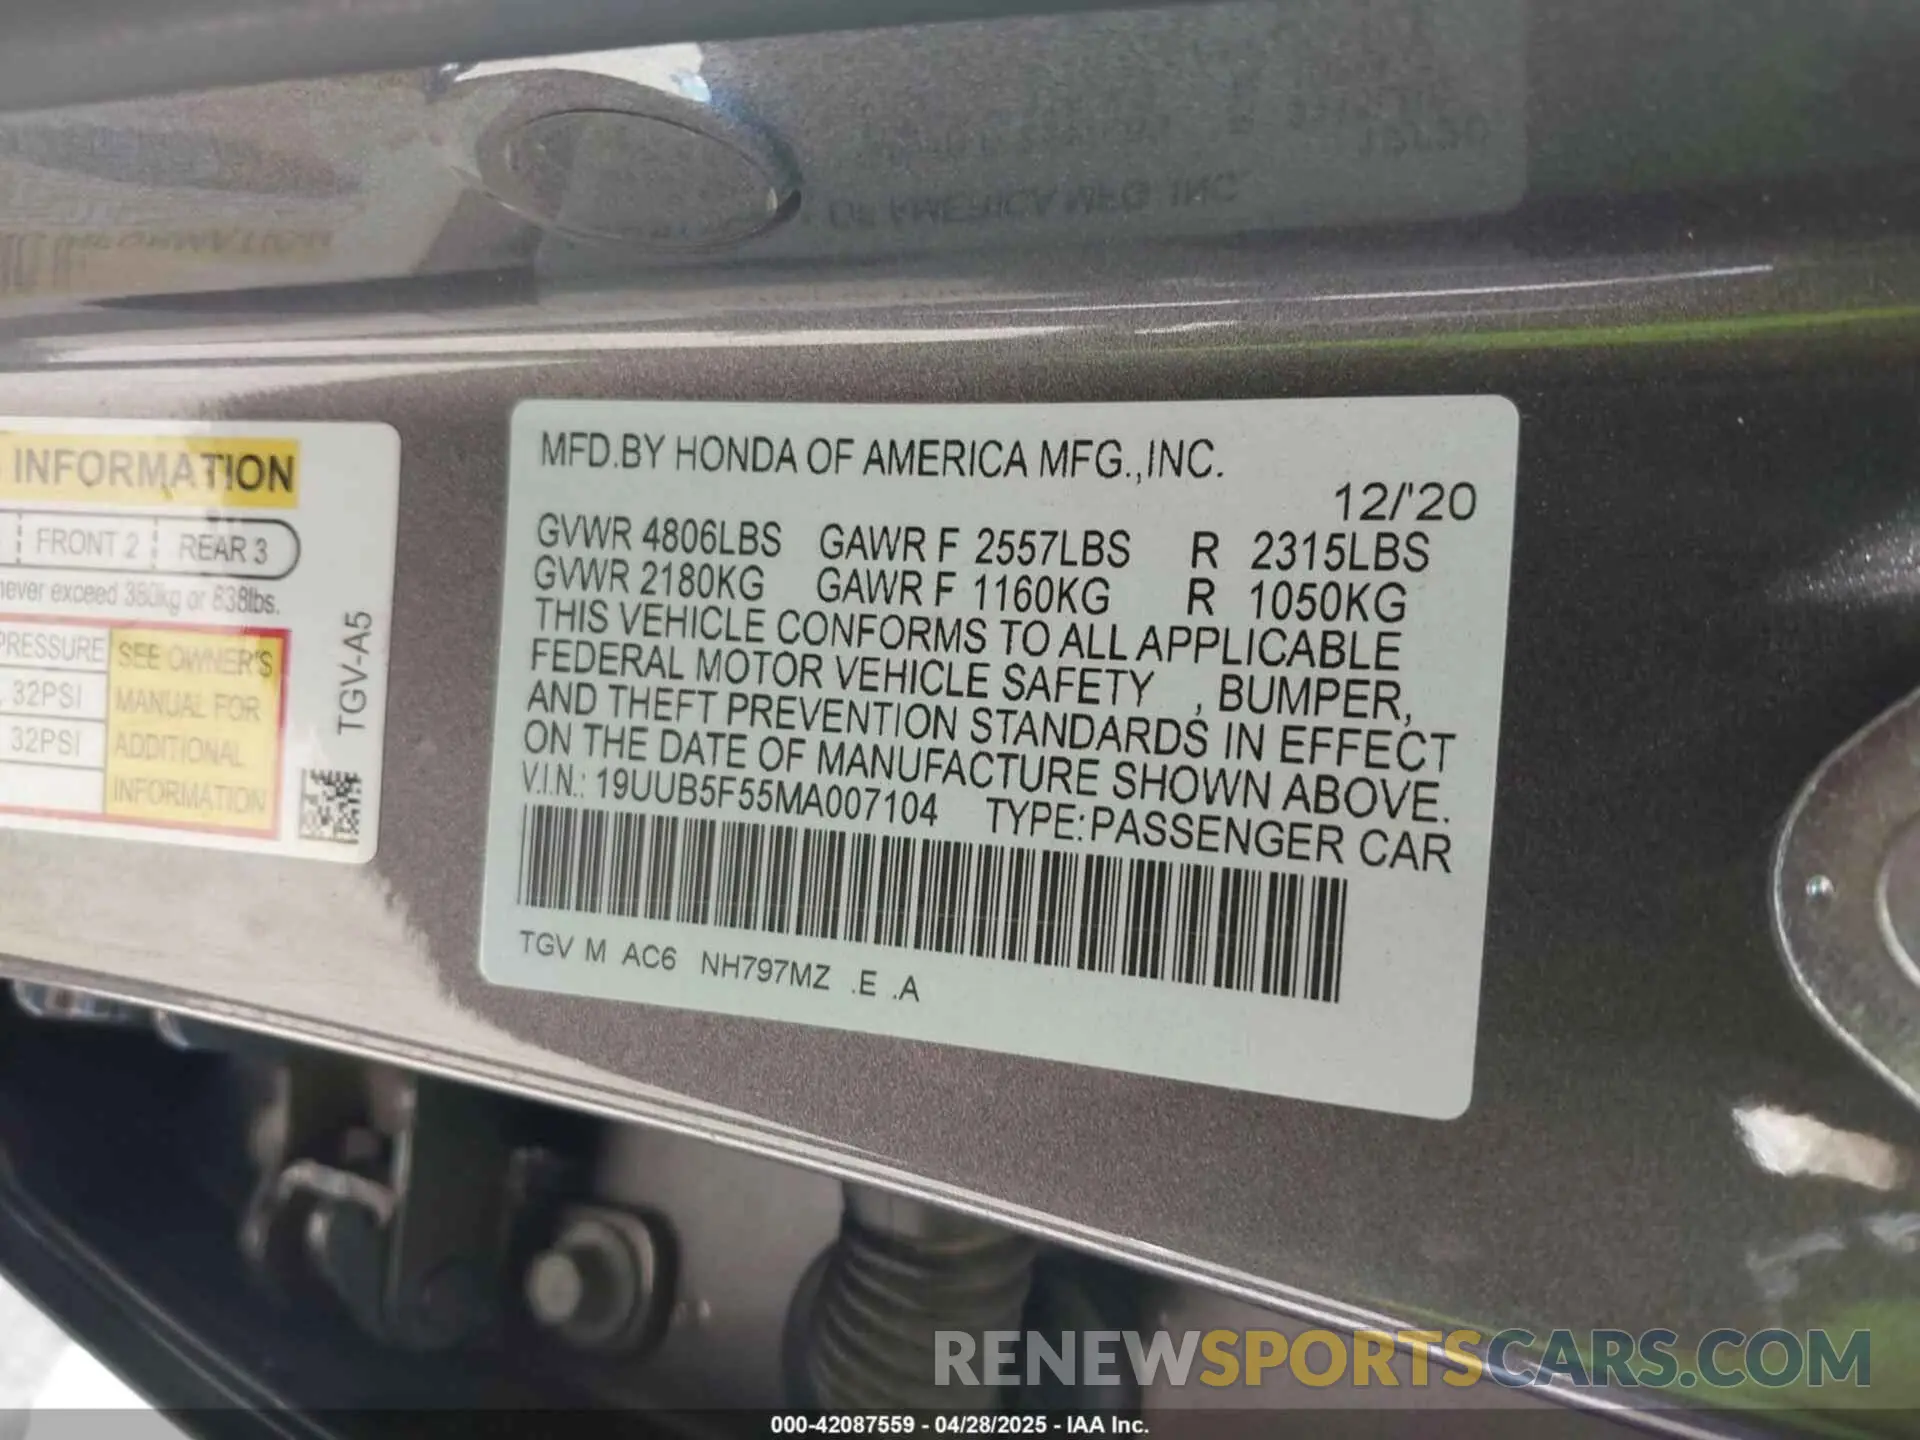 MFD.BY HONDA OF AMERICA MFG.,INC.
12/'20
GVWR 4806LBS GAWR F 2557LBS R 2315LBS
GVWR 2180KG GAWR F 1160KG R 1050KG
THIS VEHICLE CONFORMS TO ALL APPLICABLE
FEDERAL MOTOR VEHICLE SAFETY , BUMPER,
AND THEFT PREVENTION STANDARDS IN EFFECT
ON THE DATE OF MANUFACTURE SHOWN ABOVE.
V.I.N.: 19UUB5F55MA007104 TYPE:PASSENGER CAR
TGV M AC6 NH797MZ .E .A
INFORMATION
FRONT 2 REAR 3
never exceed 380kg or 838lbs.
PRESSURE
SEE OWNER'S
32PSI
MANUAL FOR
32PSI
ADDITIONAL
INFORMATION
TGV-A5
RENEWSPORTSCARS.COM
000-42087559 - 04/28/2025 - IAA Inc.